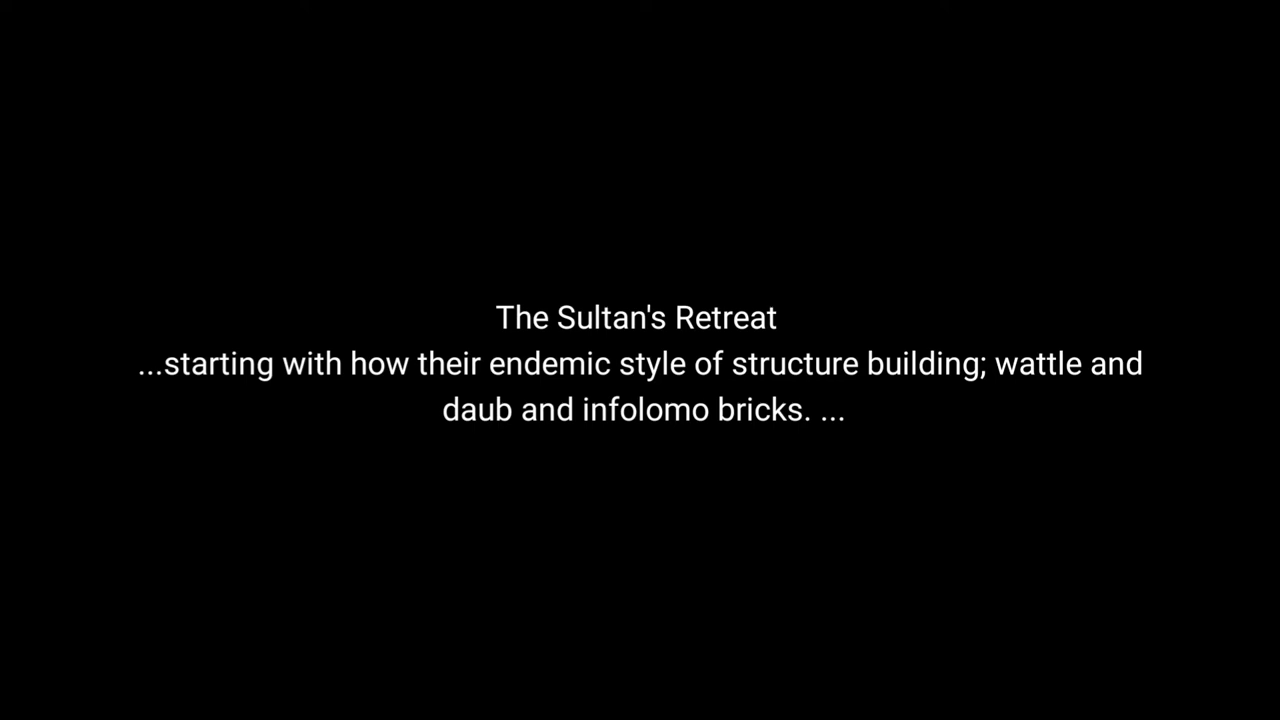 The Sultan's Retreat
...starting with how their endemic style of structure building; wattle and
daub and infolomo bricks. ...